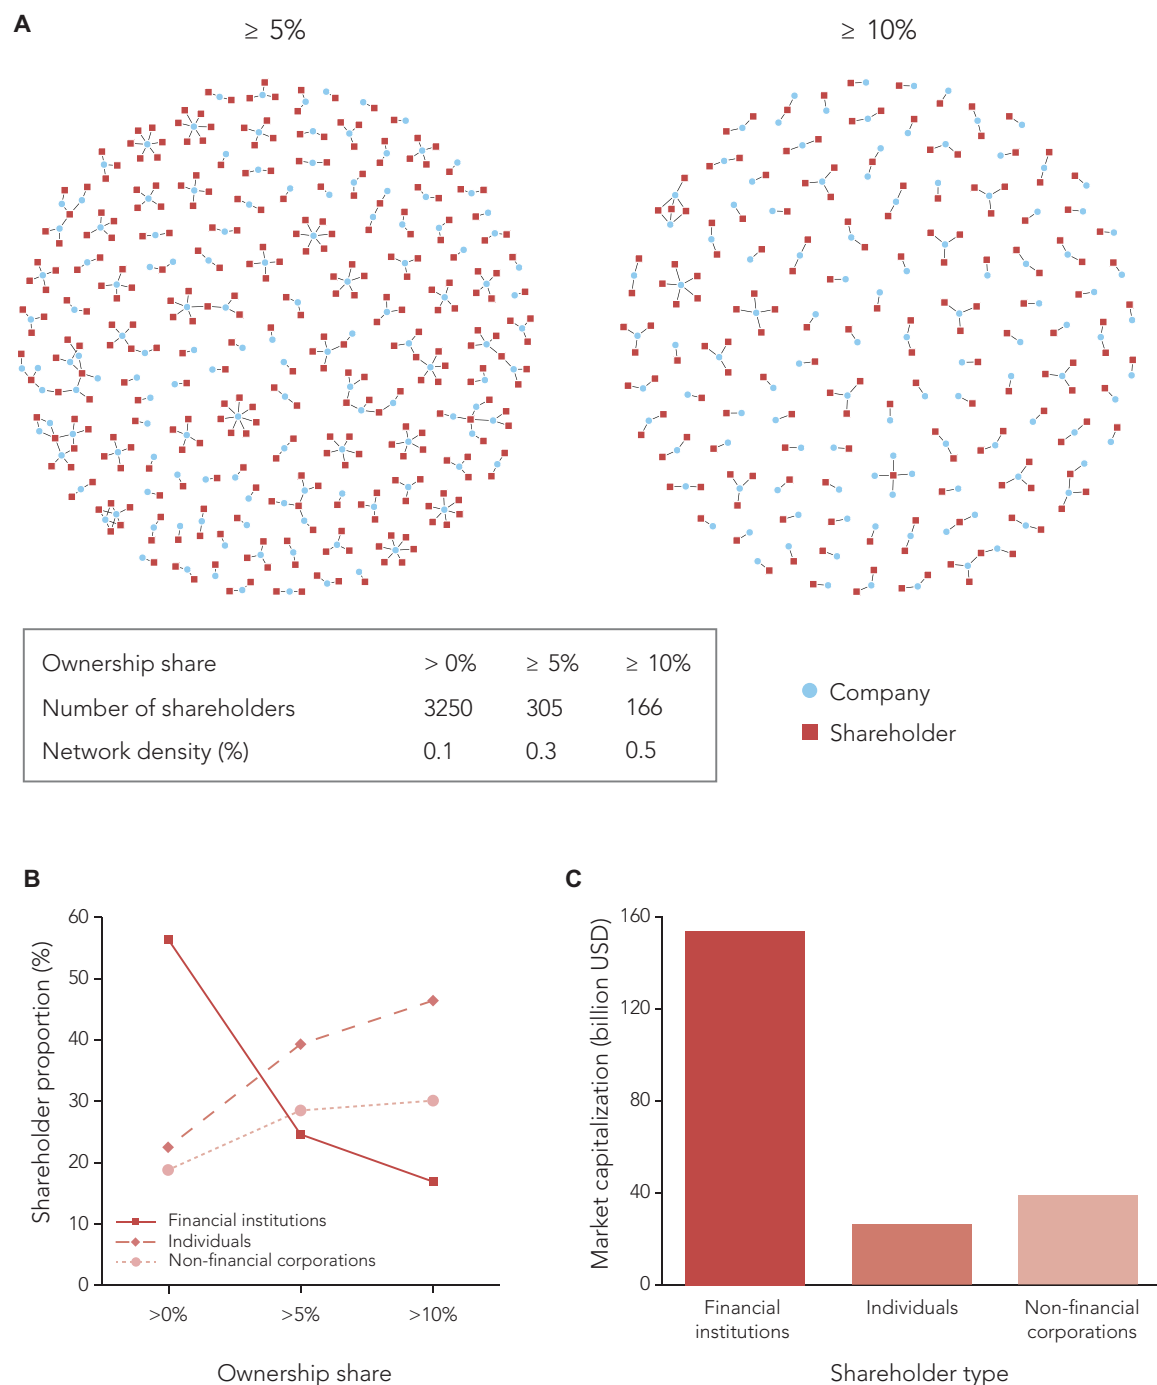 A
≥ 5%
≥ 10%
Ownership share > 0% ≥ 5% ≥ 10%
Number of shareholders 3250 305 166
Network density (%) 0.1 0.3 0.5
Company
Shareholder
B
Shareholder proportion (%)
60
50
40
30
20
10
0
Financial institutions
Individuals
Non-financial corporations
>0% >5% >10%
Ownership share
C
Market capitalization (billion USD)
160
120
80
40
0
Financial institutions
Individuals
Non-financial corporations
Shareholder type